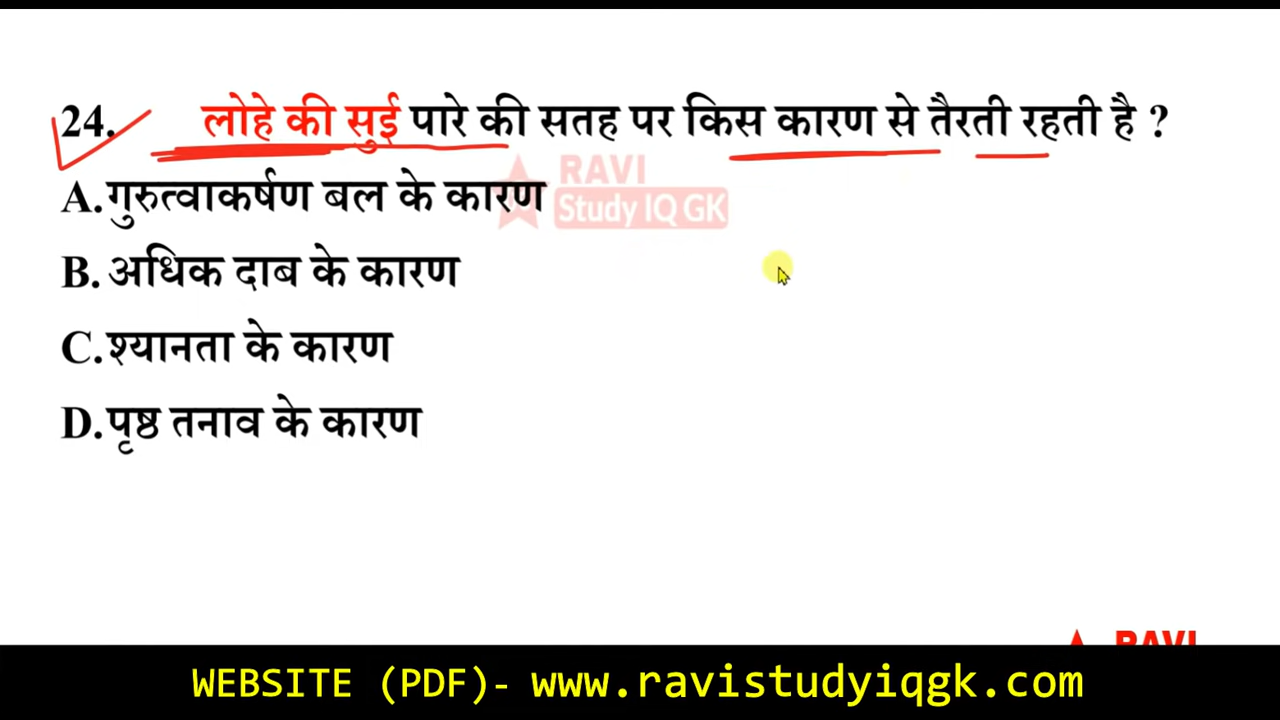 24. लोहे की सुई पारे की सतह पर किस कारण से तैरती रहती है ?
RAVI
Study IQ GK
A.गुरुत्वाकर्षण बल के कारण
B. अधिक दाब के कारण
C.श्यानता के कारण
D.पृष्ठ तनाव के कारण
RAVI
WEBSITE (PDF)- www.ravistudyiqgk.com